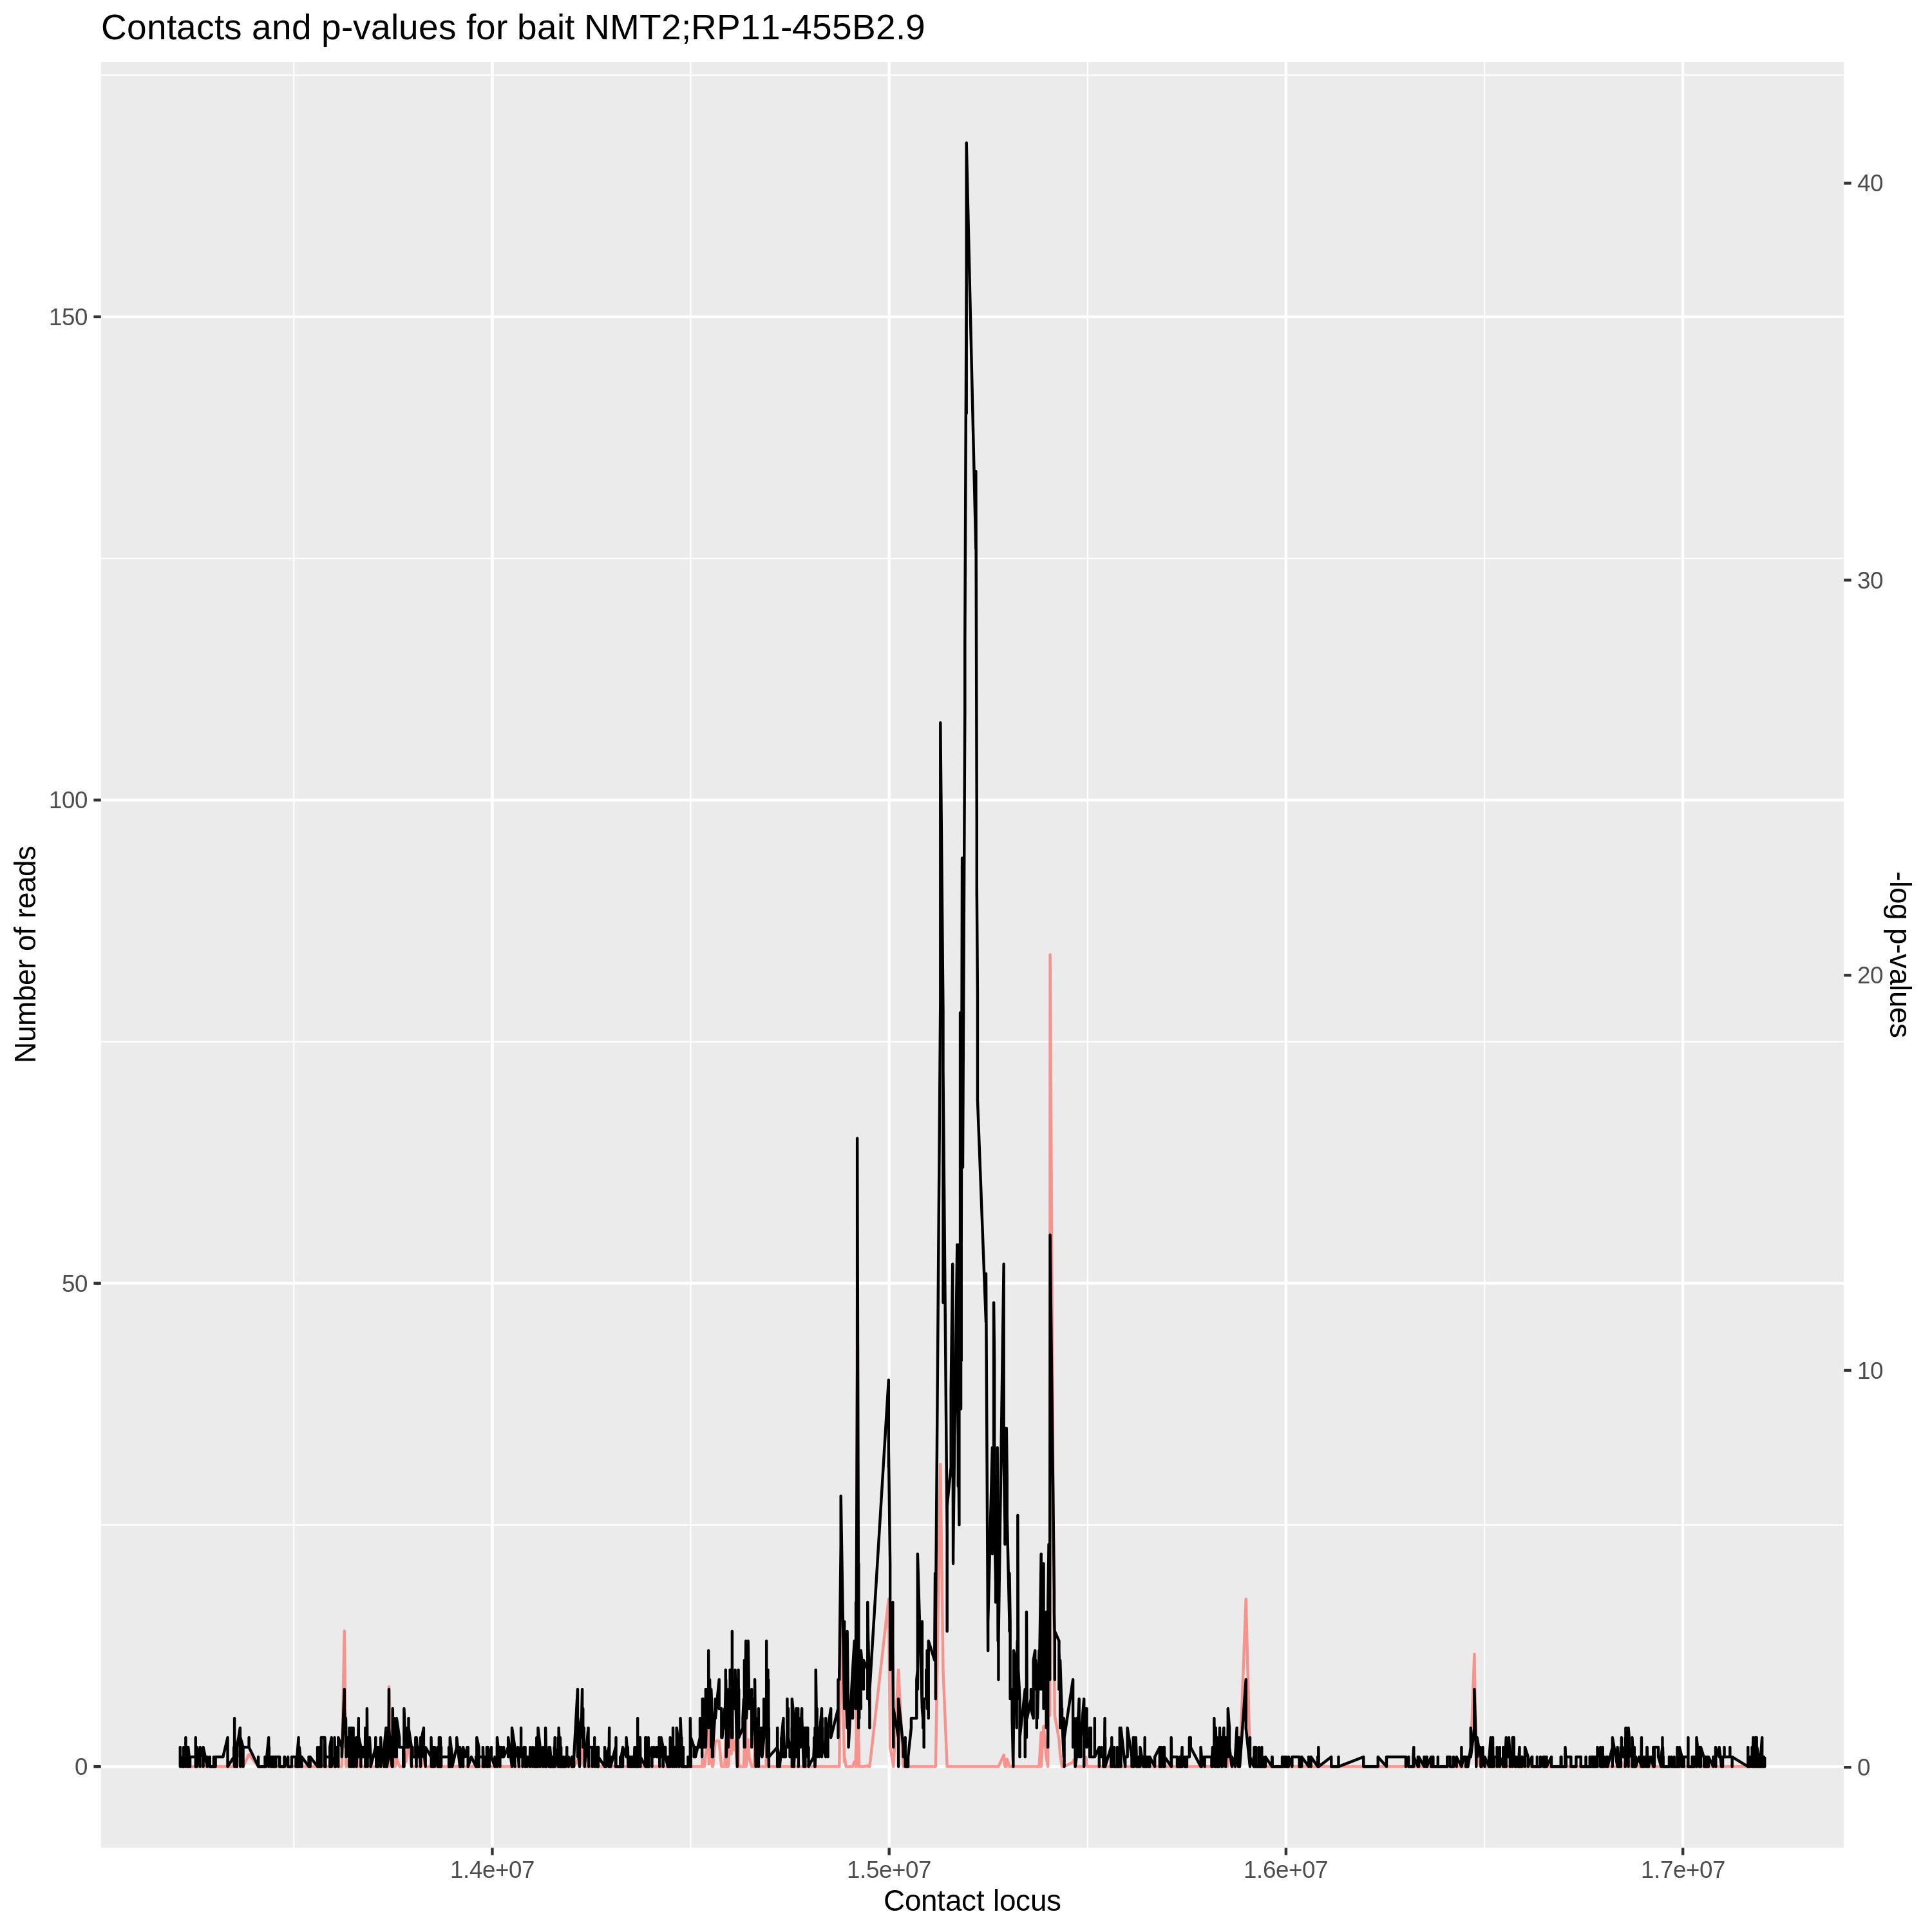 Contacts and p-values for bait NMT2;RP11-455B2.9
150
100
50
0
Number of reads
40
30
20
10
0
-log p-values
1.4e+07
1.5e+07
1.6e+07
1.7e+07
Contact locus